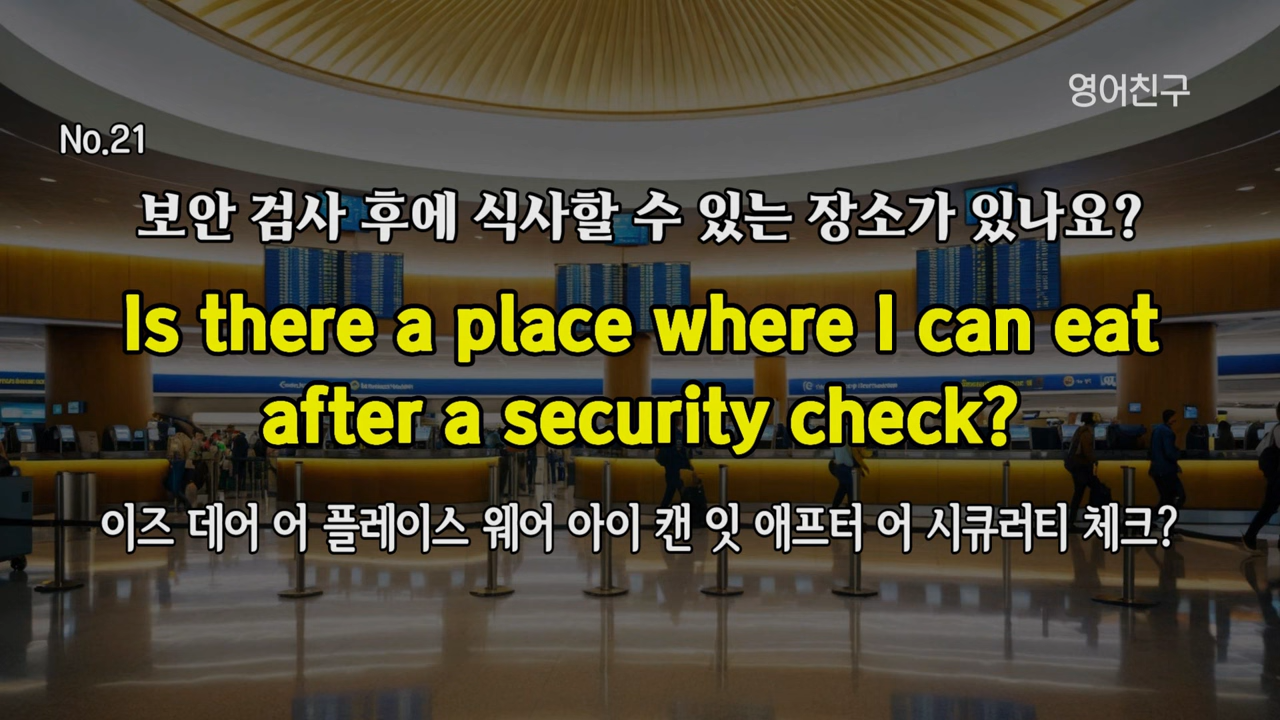 영어친구
No.21
보안 검사 후에 식사할 수 있는 장소가 있나요?
Is there a place where I can eat
after a security check?
이즈 데어 어 플레이스 웨어 아이 캔 잇 애프터 어 시큐러티 체크?